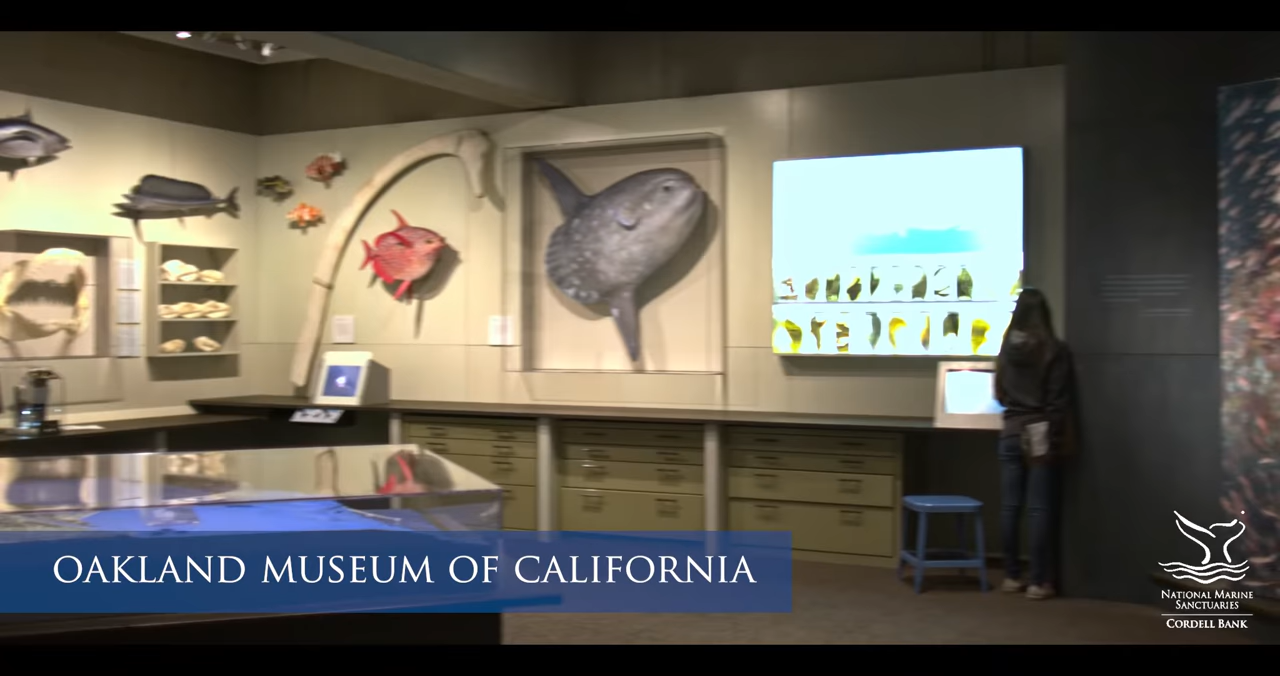 OAKLAND MUSEUM OF CALIFORNIA
NATIONAL MARINE
SANCTUARIES
CORDELL BANK